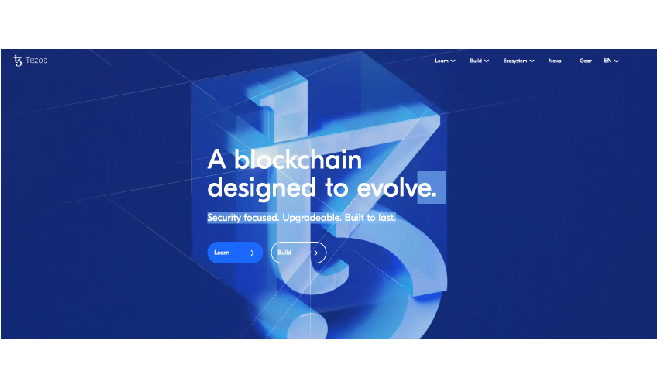 Tezos
Learn Build Ecosystem News Gear EN
A blockchain
designed to evolve.
Security focused. Upgradeable. Built to last.
Learn
Build